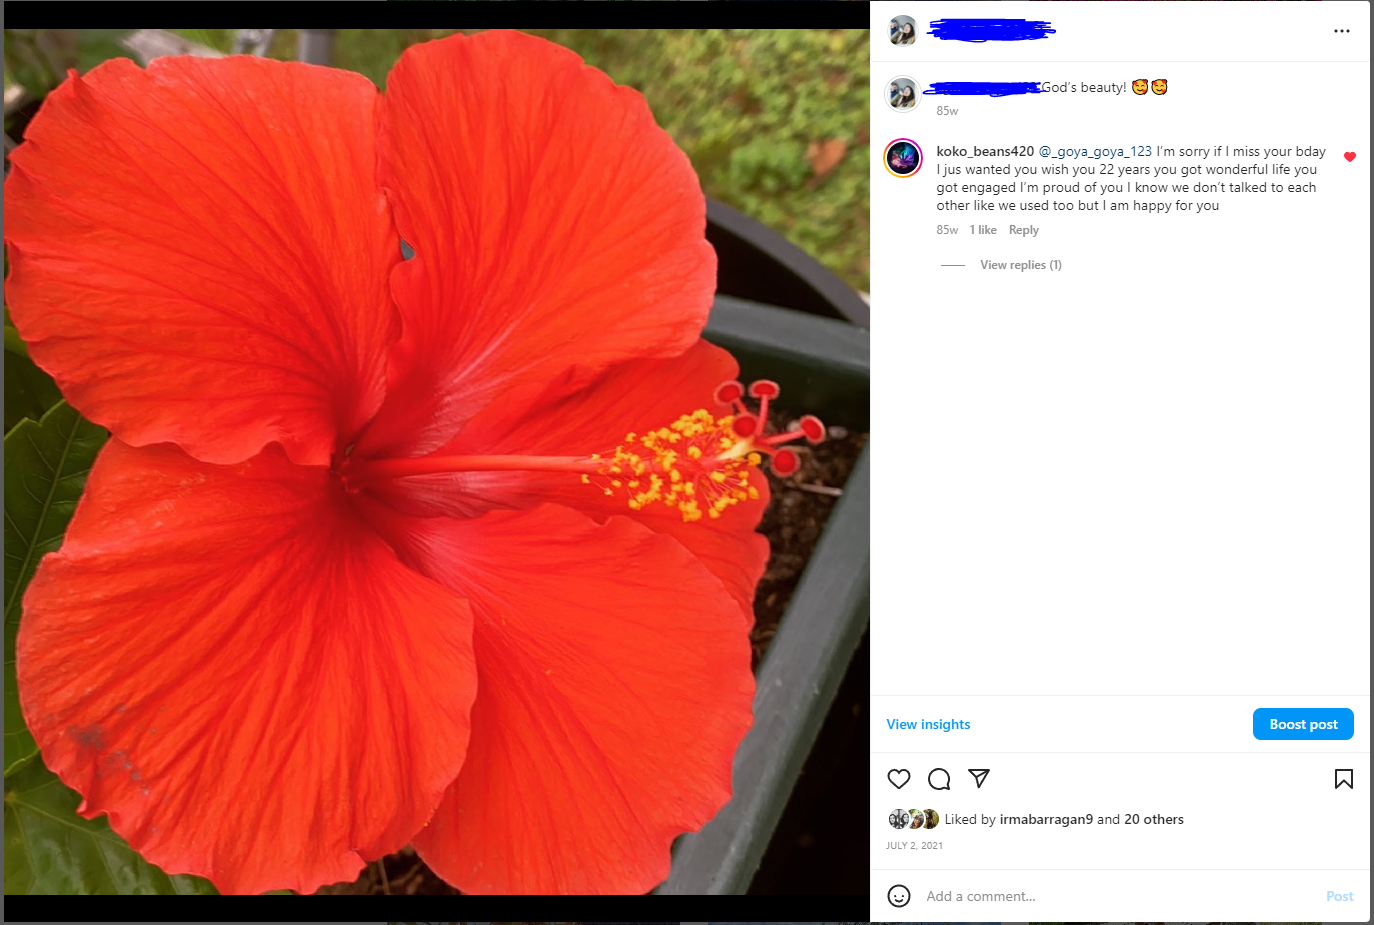 God's beauty! 🥰🥰
85w
koko_beans420 @_goya_goya_123 I'm sorry if I miss your bday
I jus wanted you wish you 22 years you got wonderful life you
got engaged I'm proud of you I know we don't talked to each
other like we used too but I am happy for you
85w 1 like Reply
View replies (1)
View insights
Boost post
Liked by irmabarragan9 and 20 others
JULY 2, 2021
Add a comment...
Post